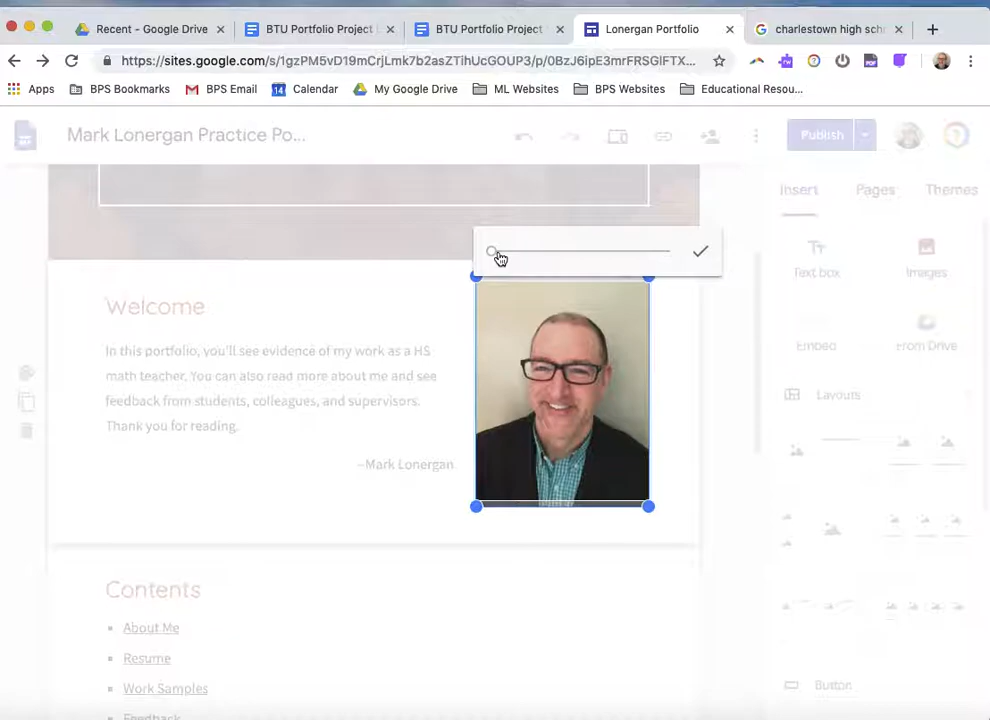 Recent - Google Drive
BTU Portfolio Project
BTU Portfolio Project
Lonergan Portfolio
charlestown high sch
https://sites.google.com/s/1gzPM5vD19mCrjLmk7b2asZTihUcGOUP3/p/0BzJ6ipE3mrFRSGlFTX...
Apps
BPS Bookmarks
BPS Email
14
Calendar
My Google Drive
ML Websites
BPS Websites
Educational Resou...
Mark Lonergan Practice Po...
Publish
Insert
Pages
Themes
Tт
Text box
Images
Embed
From Drive
Layouts
Button
Welcome
In this portfolio, you'll see evidence of my work as a HS
math teacher. You can also read more about me and see
feedback from students, colleagues, and supervisors.
Thank you for reading.
–Mark Lonergan
Contents
About Me
Resume
Work Samples
Feedback